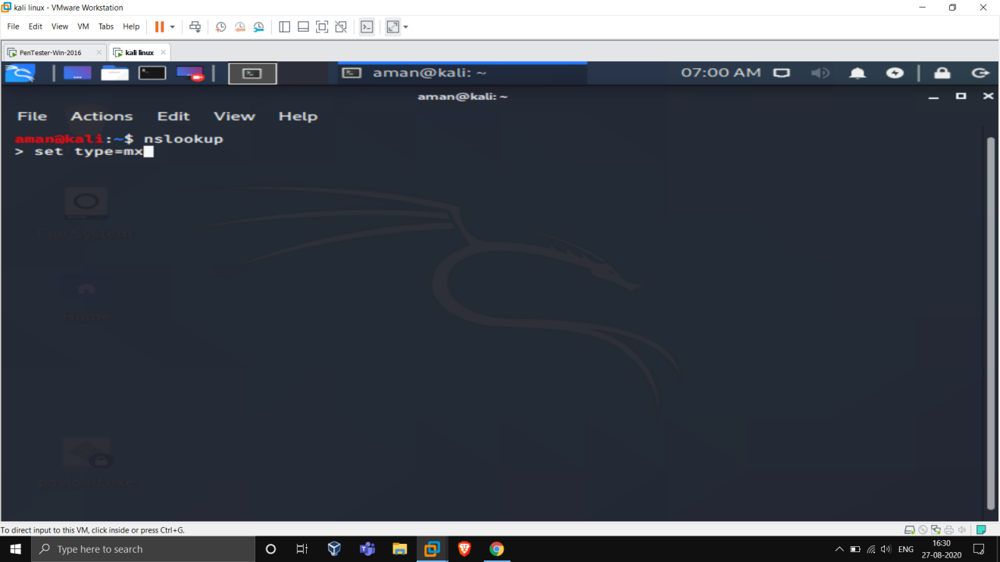 kali linux - VMware Workstation
File Edit View VM Tabs Help
PenTester-Win-2016 kali linux
aman@kali: ~ 07:00 AM
aman@kali: ~
File Actions Edit View Help
aman@kali:~$ nslookup
> set type=mx
File System
Home
To direct input to this VM, click inside or press Ctrl+G.
Type here to search
ENG
16:30
27-08-2020